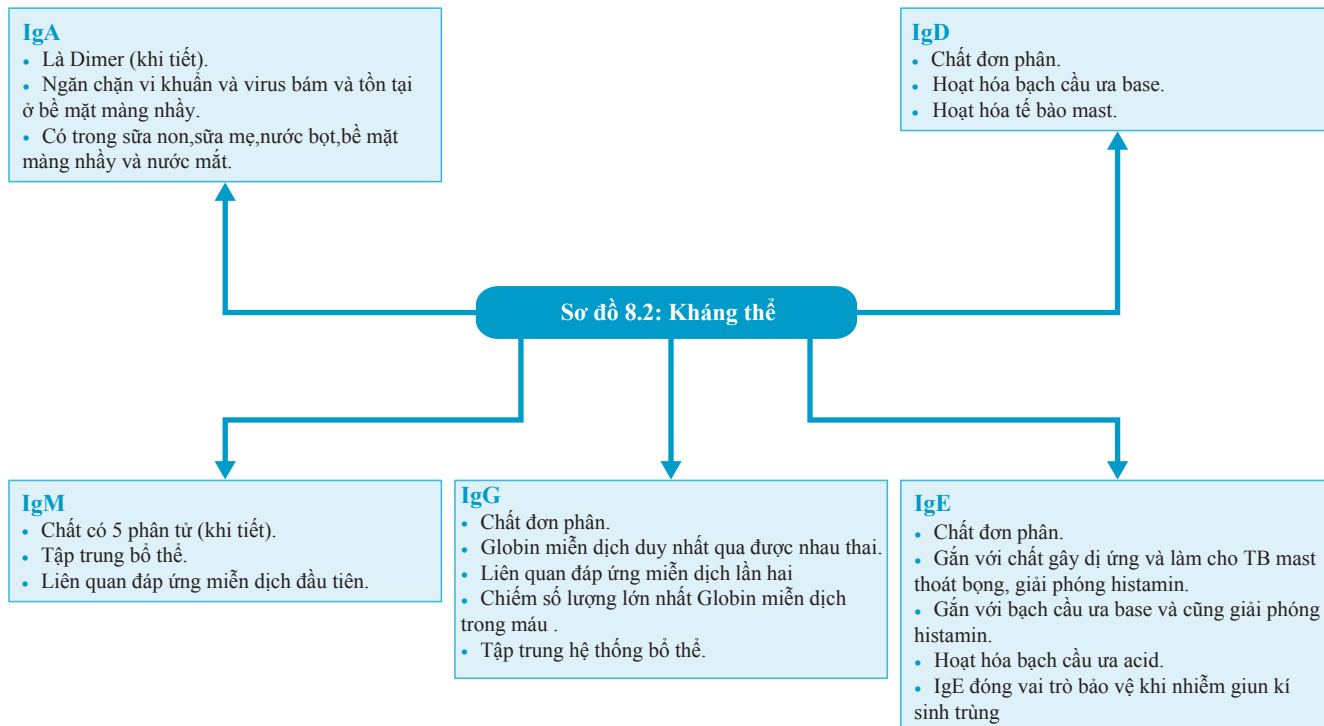 IgA
• Là Dimer (khi tiết).
• Ngăn chặn vi khuẩn và virus bám và tồn tại
ở bề mặt màng nhầy.
• Có trong sữa non,sữa mẹ,nước bọt,bề mặt
màng nhầy và nước mắt.
IgD
• Chất đơn phân.
• Hoạt hóa bạch cầu ưa base.
• Hoạt hóa tế bào mast.
Sơ đồ 8.2: Kháng thể
IgM
• Chất có 5 phân tử (khi tiết).
• Tập trung bổ thể.
• Liên quan đáp ứng miễn dịch đầu tiên.
IgG
• Chất đơn phân.
• Globin miễn dịch duy nhất qua được nhau thai.
• Liên quan đáp ứng miễn dịch lần hai
• Chiếm số lượng lớn nhất Globin miễn dịch
trong máu .
• Tập trung hệ thống bổ thể.
IgE
• Chất đơn phân.
• Gắn với chất gây dị ứng và làm cho TB mast
thoát bọng, giải phóng histamin.
• Gắn với bạch cầu ưa base và cũng giải phóng
histamin.
• Hoạt hóa bạch cầu ưa acid.
• IgE đóng vai trò bảo vệ khi nhiễm giun kí
sinh trùng